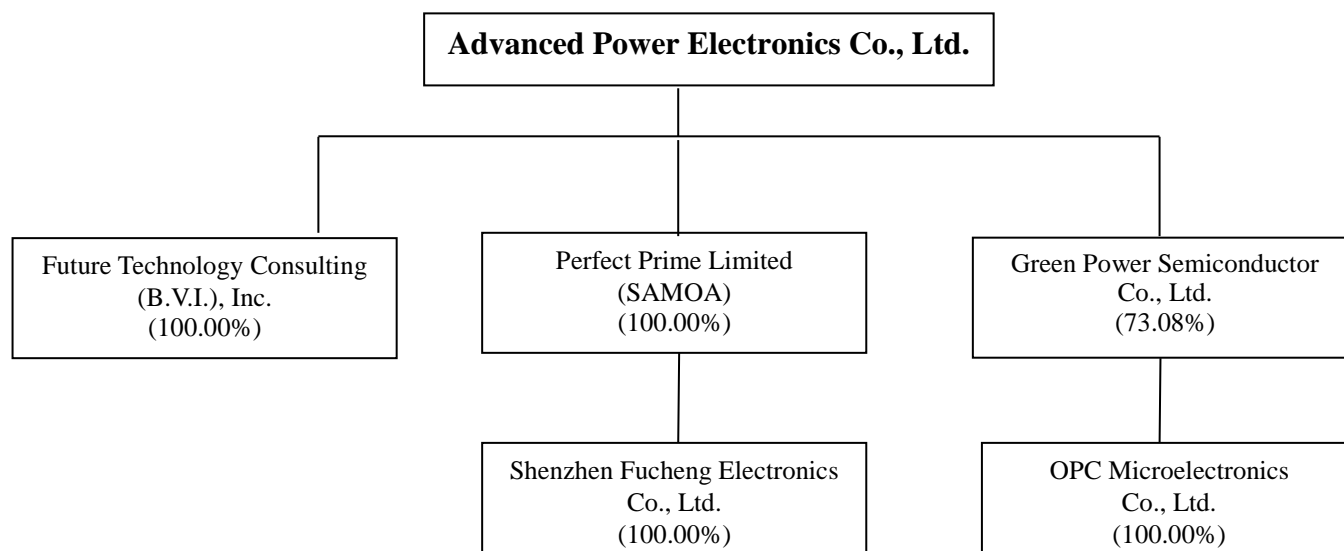 Advanced Power Electronics Co., Ltd.
Future Technology Consulting
(B.V.I.), Inc.
(100.00%)
Perfect Prime Limited
(SAMOA)
(100.00%)
Green Power Semiconductor
Co., Ltd.
(73.08%)
Shenzhen Fucheng Electronics
Co., Ltd.
(100.00%)
OPC Microelectronics
Co., Ltd.
(100.00%)